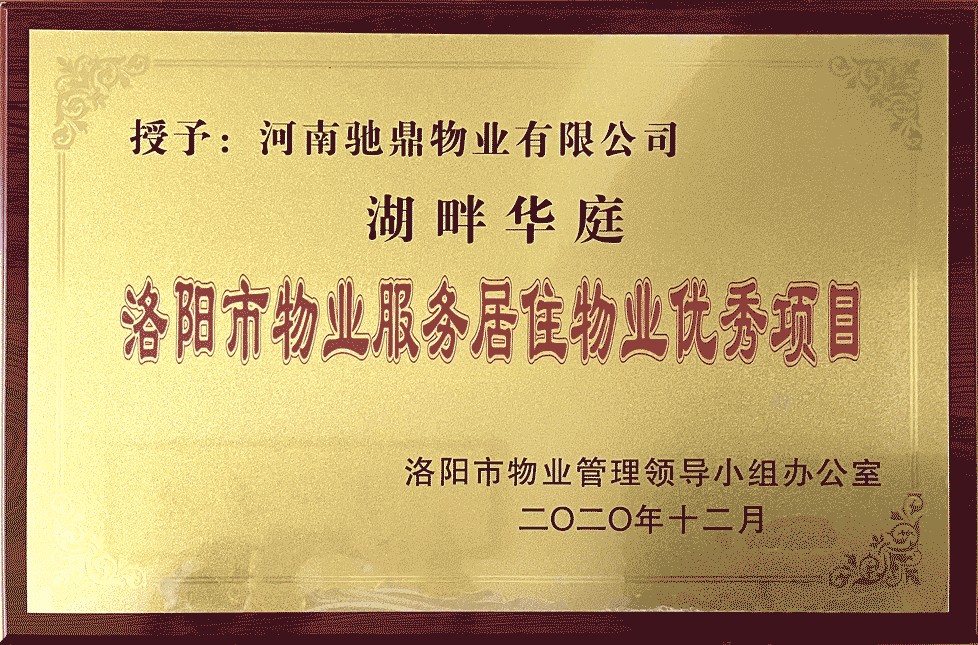 授予：河南驰鼎物业有限公司
湖畔华庭
洛阳市物业服务居住物业优秀项目
洛阳市物业管理领导小组办公室
二〇二〇年十二月